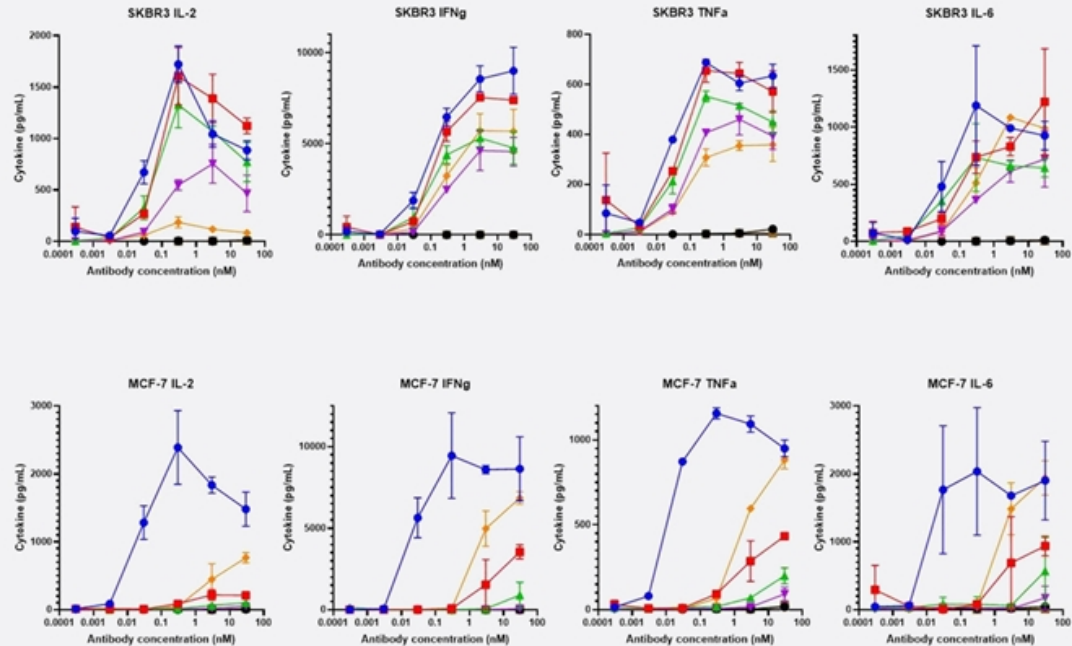 SKBR3 IL-2
SKBR3 IFNg
SKBR3 TNFa
SKBR3 IL-6
Cytokine (pg/mL)
2000
1500
1000
500
0
0.0001 0.001 0.01 0.1 1 10 100
Antibody concentration (nM)
Cytokine (pg/mL)
10000
5000
0
0.0001 0.001 0.01 0.1 1 10 100
Antibody concentration (nM)
Cytokine (pg/mL)
800
600
400
200
0
0.0001 0.001 0.01 0.1 1 10 100
Antibody concentration (nM)
Cytokine (pg/mL)
1500
1000
500
0
0.0001 0.001 0.01 0.1 1 10 100
Antibody concentration (nM)
MCF-7 IL-2
MCF-7 IFNg
MCF-7 TNFa
MCF-7 IL-6
Cytokine (pg/mL)
3000
2000
1000
0
0.0001 0.001 0.01 0.1 1 10 100
Antibody concentration (nM)
Cytokine (pg/mL)
10000
5000
0
0.0001 0.001 0.01 0.1 1 10 100
Antibody concentration (nM)
Cytokine (pg/mL)
1000
500
0
0.0001 0.001 0.01 0.1 1 10 100
Antibody concentration (nM)
Cytokine (pg/mL)
3000
2000
1000
0
0.0001 0.001 0.01 0.1 1 10 100
Antibody concentration (nM)